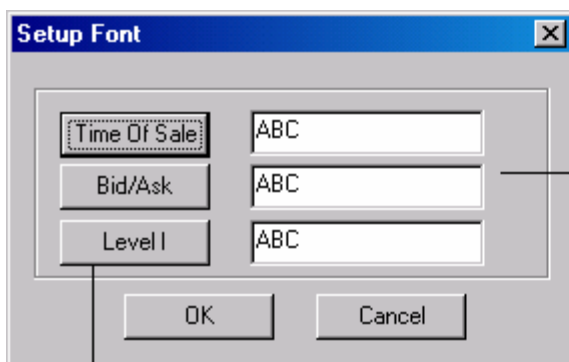 Setup Font
Time Of Sale ABC
Bid/Ask ABC
Level I ABC
OK Cancel